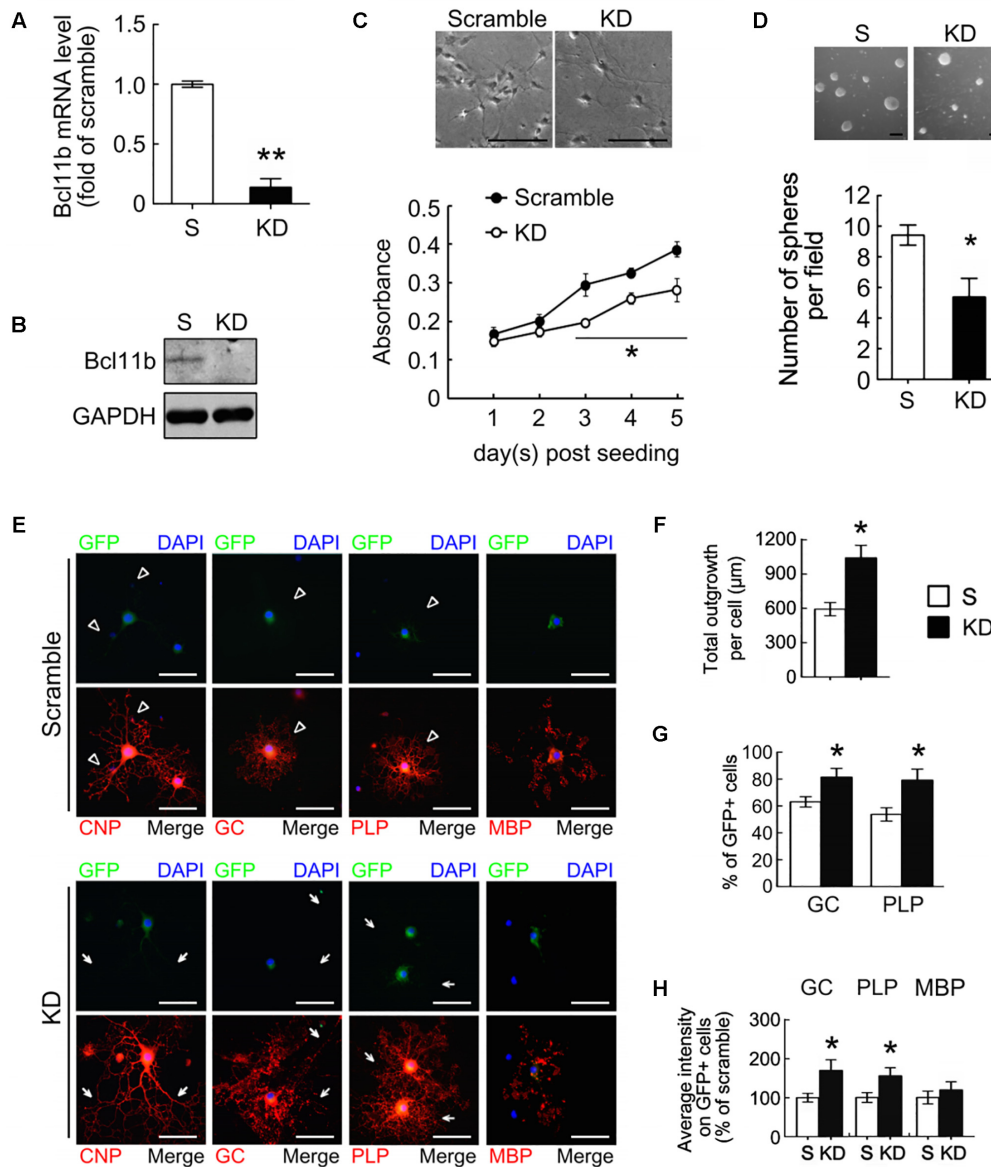 A
Bcl11b mRNA level
(fold of scramble)
1.5
1.0
0.5
0
**
S KD
B
S KD
Bcl11b
GAPDH
C
Scramble KD
Scramble
KD
Absorbance
0.5
0.4
0.3
0.2
0.1
0
*
1 2 3 4 5
day(s) post seeding
D
S KD
Number of spheres
per field
12
10
8
6
4
2
0
*
S KD
E
Scramble
GFP DAPI GFP DAPI GFP DAPI GFP DAPI
CNP Merge GC Merge PLP Merge MBP Merge
KD
GFP DAPI GFP DAPI GFP DAPI GFP DAPI
CNP Merge GC Merge PLP Merge MBP Merge
F
Total outgrowth
per cell (μm)
1200
900
600
300
0
*
S
KD
G
% of GFP+ cells
100
80
60
40
20
0
* *
GC PLP
H
GC PLP MBP
Average intensity
on GFP+ cells
(% of scramble)
300
200
100
0
* *
S KD S KD S KD